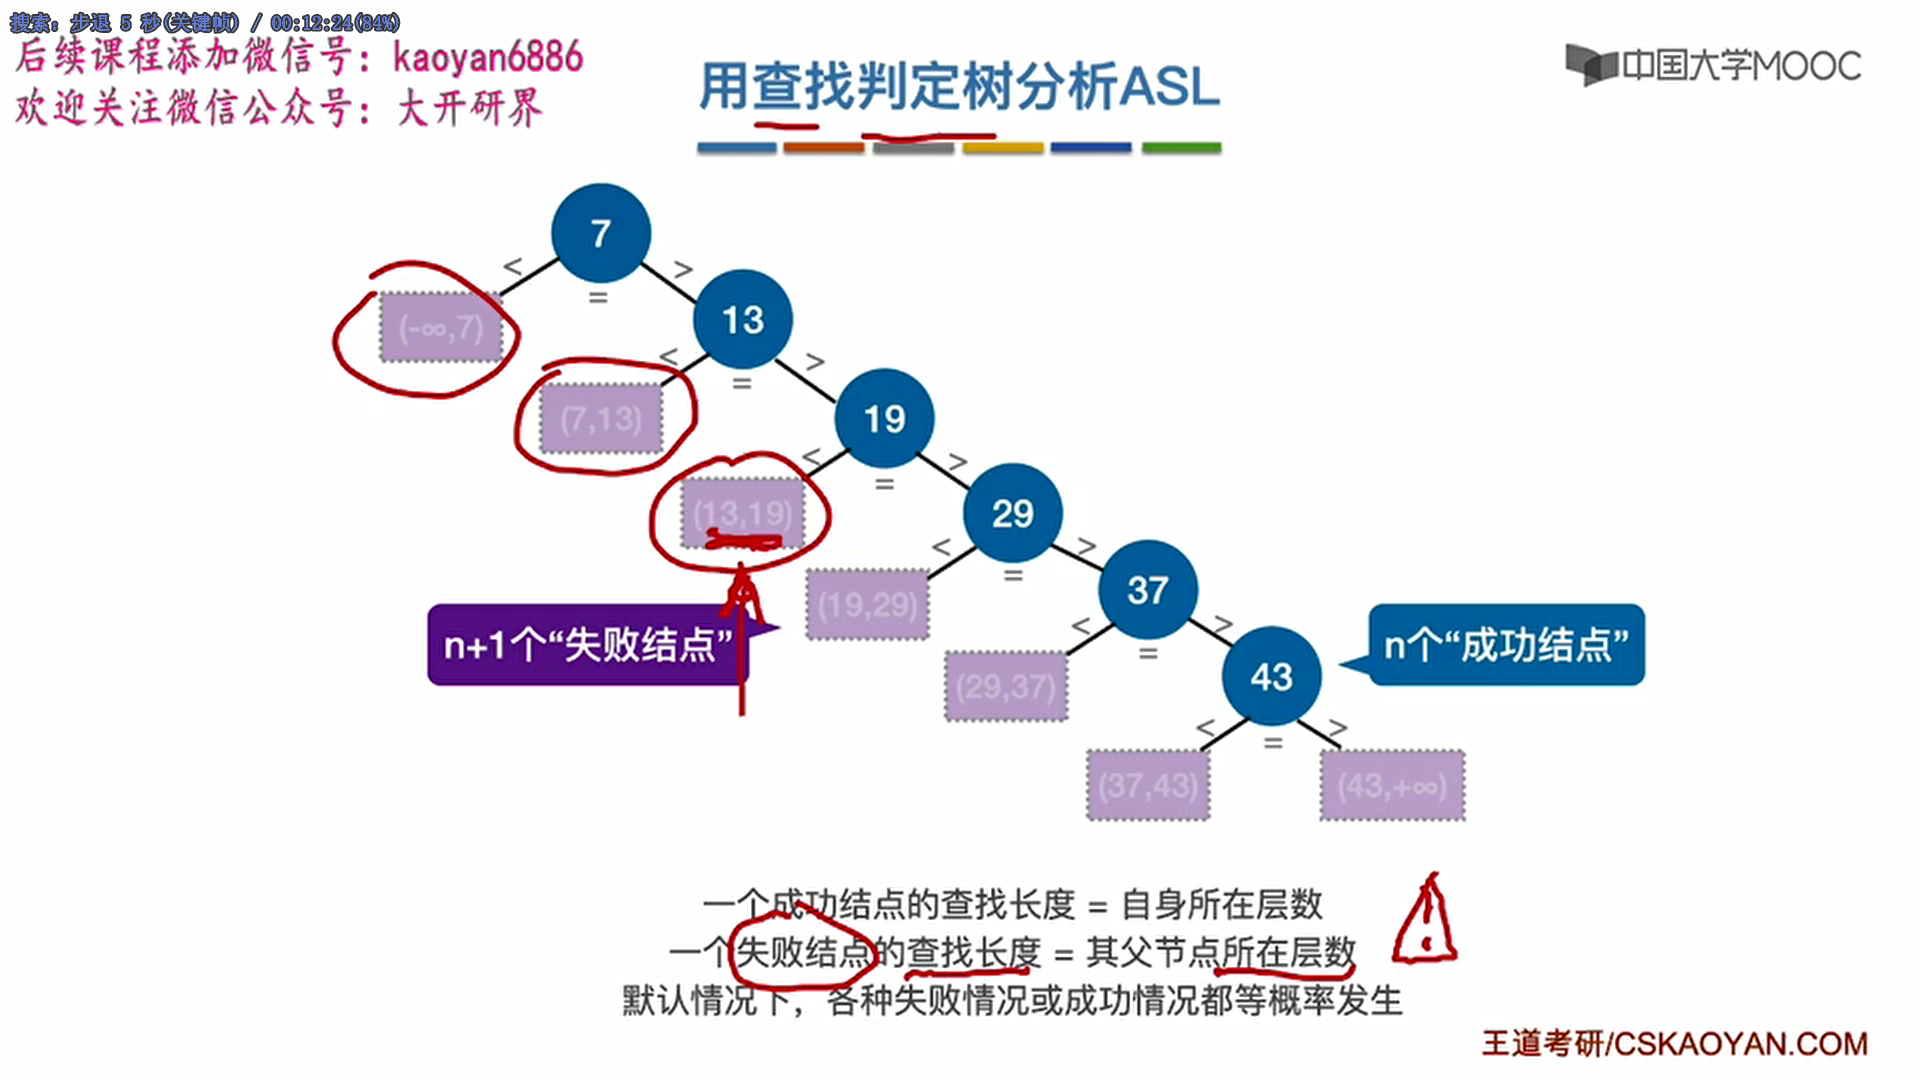 搜索: 步退 5 秒(关键帧) / 00:12:24(84%)
后续课程添加微信号：kaoyan6886
欢迎关注微信公众号：大开研界
用查找判定树分析ASL
中国大学MOOC
7
< >
=
(-∞,7)
13
< >
=
(7,13)
19
< >
=
(13,19)
29
< >
=
(19,29)
37
< >
=
n+1个“失败结点”
n个“成功结点”
(29,37)
43
< >
=
(37,43)
(43,+∞)
一个成功结点的查找长度 = 自身所在层数
一个失败结点的查找长度 = 其父节点所在层数
默认情况下，各种失败情况或成功情况都等概率发生
王道考研/CSKAOYAN.COM